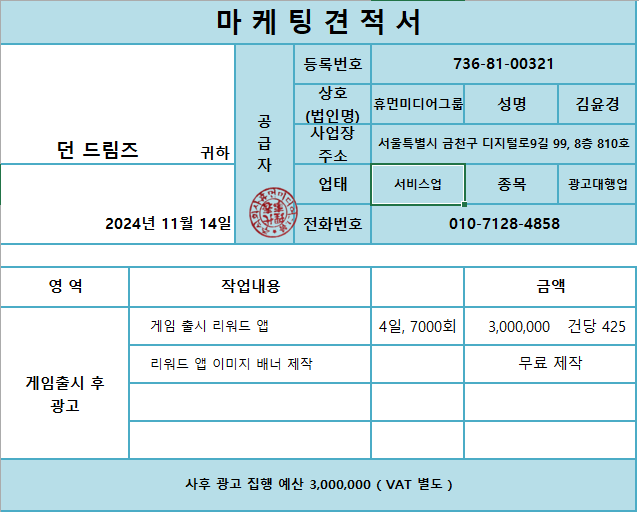 마 케 팅 견 적 서
던 드림즈 귀하
2024년 11월 14일
공
급
자
등록번호 736-81-00321
상호
(법인명) 휴먼미디어그룹 성명 김윤경
사업장
주소 서울특별시 금천구 디지털로9길 99, 8층 810호
업태 서비스업 종목 광고대행업
전화번호 010-7128-4858
영 역 작업내용 금액
게임출시 후
광고
게임 출시 리워드 앱 4일, 7000회 3,000,000 건당 425
리워드 앱 이미지 배너 제작 무료 제작
사후 광고 집행 예산 3,000,000 ( VAT 별도 )